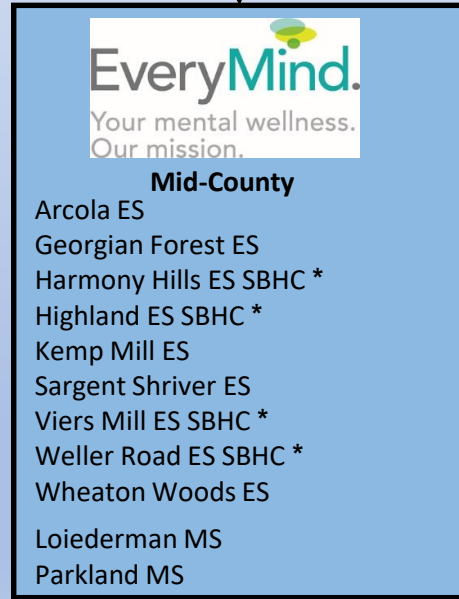 EveryMind.
Your mental wellness.
Our mission.
Mid-County
Arcola ES
Georgian Forest ES
Harmony Hills ES SBHC *
Highland ES SBHC *
Kemp Mill ES
Sargent Shriver ES
Viers Mill ES SBHC *
Weller Road ES SBHC *
Wheaton Woods ES
Loiederman MS
Parkland MS